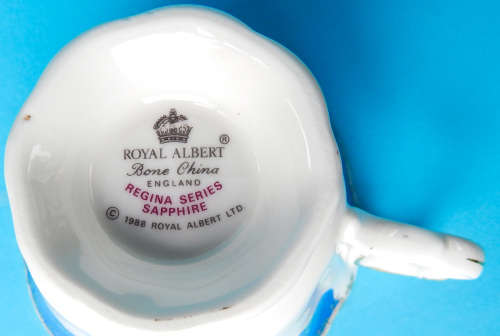 ROYAL ALBERT ®
Bone China
ENGLAND
REGINA SERIES
SAPPHIRE
© 1988 ROYAL ALBERT LTD.